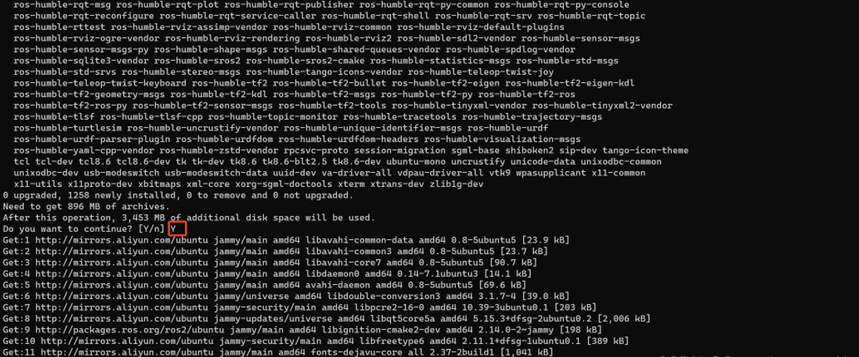 ros-humble-rqt-msg ros-humble-rqt-plot ros-humble-rqt-publisher ros-humble-rqt-py-common ros-humble-rqt-py-console
ros-humble-rqt-reconfigure ros-humble-rqt-service-caller ros-humble-rqt-shell ros-humble-rqt-srv ros-humble-rqt-topic
ros-humble-rttest ros-humble-rviz-assimp-vendor ros-humble-rviz-common ros-humble-rviz-default-plugins
ros-humble-rviz-ogre-vendor ros-humble-rviz-rendering ros-humble-rviz2 ros-humble-sdl2-vendor ros-humble-sensor-msgs
ros-humble-sensor-msgs-py ros-humble-shape-msgs ros-humble-shared-queues-vendor ros-humble-spdlog-vendor
ros-humble-sqlite3-vendor ros-humble-sros2 ros-humble-sros2-cmake ros-humble-statistics-msgs ros-humble-std-msgs
ros-humble-std-srvs ros-humble-stereo-msgs ros-humble-tango-icons-vendor ros-humble-teleop-twist-joy
ros-humble-teleop-twist-keyboard ros-humble-tf2 ros-humble-tf2-bullet ros-humble-tf2-eigen ros-humble-tf2-eigen-kdl
ros-humble-tf2-geometry-msgs ros-humble-tf2-kdl ros-humble-tf2-msgs ros-humble-tf2-py ros-humble-tf2-ros
ros-humble-tf2-ros-py ros-humble-tf2-sensor-msgs ros-humble-tf2-tools ros-humble-tinyxml-vendor ros-humble-tinyxml2-vendor
ros-humble-tlsf ros-humble-tlsf-cpp ros-humble-topic-monitor ros-humble-tracetools ros-humble-trajectory-msgs
ros-humble-turtlesim ros-humble-uncrustify-vendor ros-humble-unique-identifier-msgs ros-humble-urdf
ros-humble-urdf-parser-plugin ros-humble-urdfdom ros-humble-urdfdom-headers ros-humble-visualization-msgs
ros-humble-yaml-cpp-vendor ros-humble-zstd-vendor rpcsvc-proto session-migration sgml-base shiboken2 sip-dev tango-icon-theme
tcl tcl-dev tcl8.6 tcl8.6-dev tk tk-dev tk8.6 tk8.6-blt2.5 tk8.6-dev ubuntu-mono uncrustify unicode-data unixodbc-common
unixodbc-dev usb-modeswitch usb-modeswitch-data uuid-dev va-driver-all vdpau-driver-all vtk9 wpasupplicant x11-common
x11-utils x11proto-dev xbitmaps xml-core xorg-sgml-doctools xterm xtrans-dev zlib1g-dev
0 upgraded, 1258 newly installed, 0 to remove and 0 not upgraded.
Need to get 896 MB of archives.
After this operation, 3,453 MB of additional disk space will be used.
Do you want to continue? [Y/n] Y
Get:1 http://mirrors.aliyun.com/ubuntu jammy/main amd64 libavahi-common-data amd64 0.8-5ubuntu5 [23.9 kB]
Get:2 http://mirrors.aliyun.com/ubuntu jammy/main amd64 libavahi-common3 amd64 0.8-5ubuntu5 [23.7 kB]
Get:3 http://mirrors.aliyun.com/ubuntu jammy/main amd64 libavahi-core7 amd64 0.8-5ubuntu5 [90.7 kB]
Get:4 http://mirrors.aliyun.com/ubuntu jammy/main amd64 libdaemon0 amd64 0.14-7.1ubuntu3 [14.1 kB]
Get:5 http://mirrors.aliyun.com/ubuntu jammy/main amd64 avahi-daemon amd64 0.8-5ubuntu5 [69.6 kB]
Get:6 http://mirrors.aliyun.com/ubuntu jammy/universe amd64 libdouble-conversion3 amd64 3.1.7-4 [39.0 kB]
Get:7 http://mirrors.aliyun.com/ubuntu jammy-security/main amd64 libpcre2-16-0 amd64 10.39-3ubuntu0.1 [203 kB]
Get:8 http://mirrors.aliyun.com/ubuntu jammy-updates/universe amd64 libqt5core5a amd64 5.15.3+dfsg-2ubuntu0.2 [2,006 kB]
Get:9 http://packages.ros.org/ros2/ubuntu jammy/main amd64 libignition-cmake2-dev amd64 2.14.0-2~jammy [198 kB]
Get:10 http://mirrors.aliyun.com/ubuntu jammy-security/main amd64 libfreetype6 amd64 2.11.1+dfsg-1ubuntu0.1 [389 kB]
Get:11 http://mirrors.aliyun.com/ubuntu jammy/main amd64 fonts-dejavu-core all 2.37-2build1 [1,041 kB]